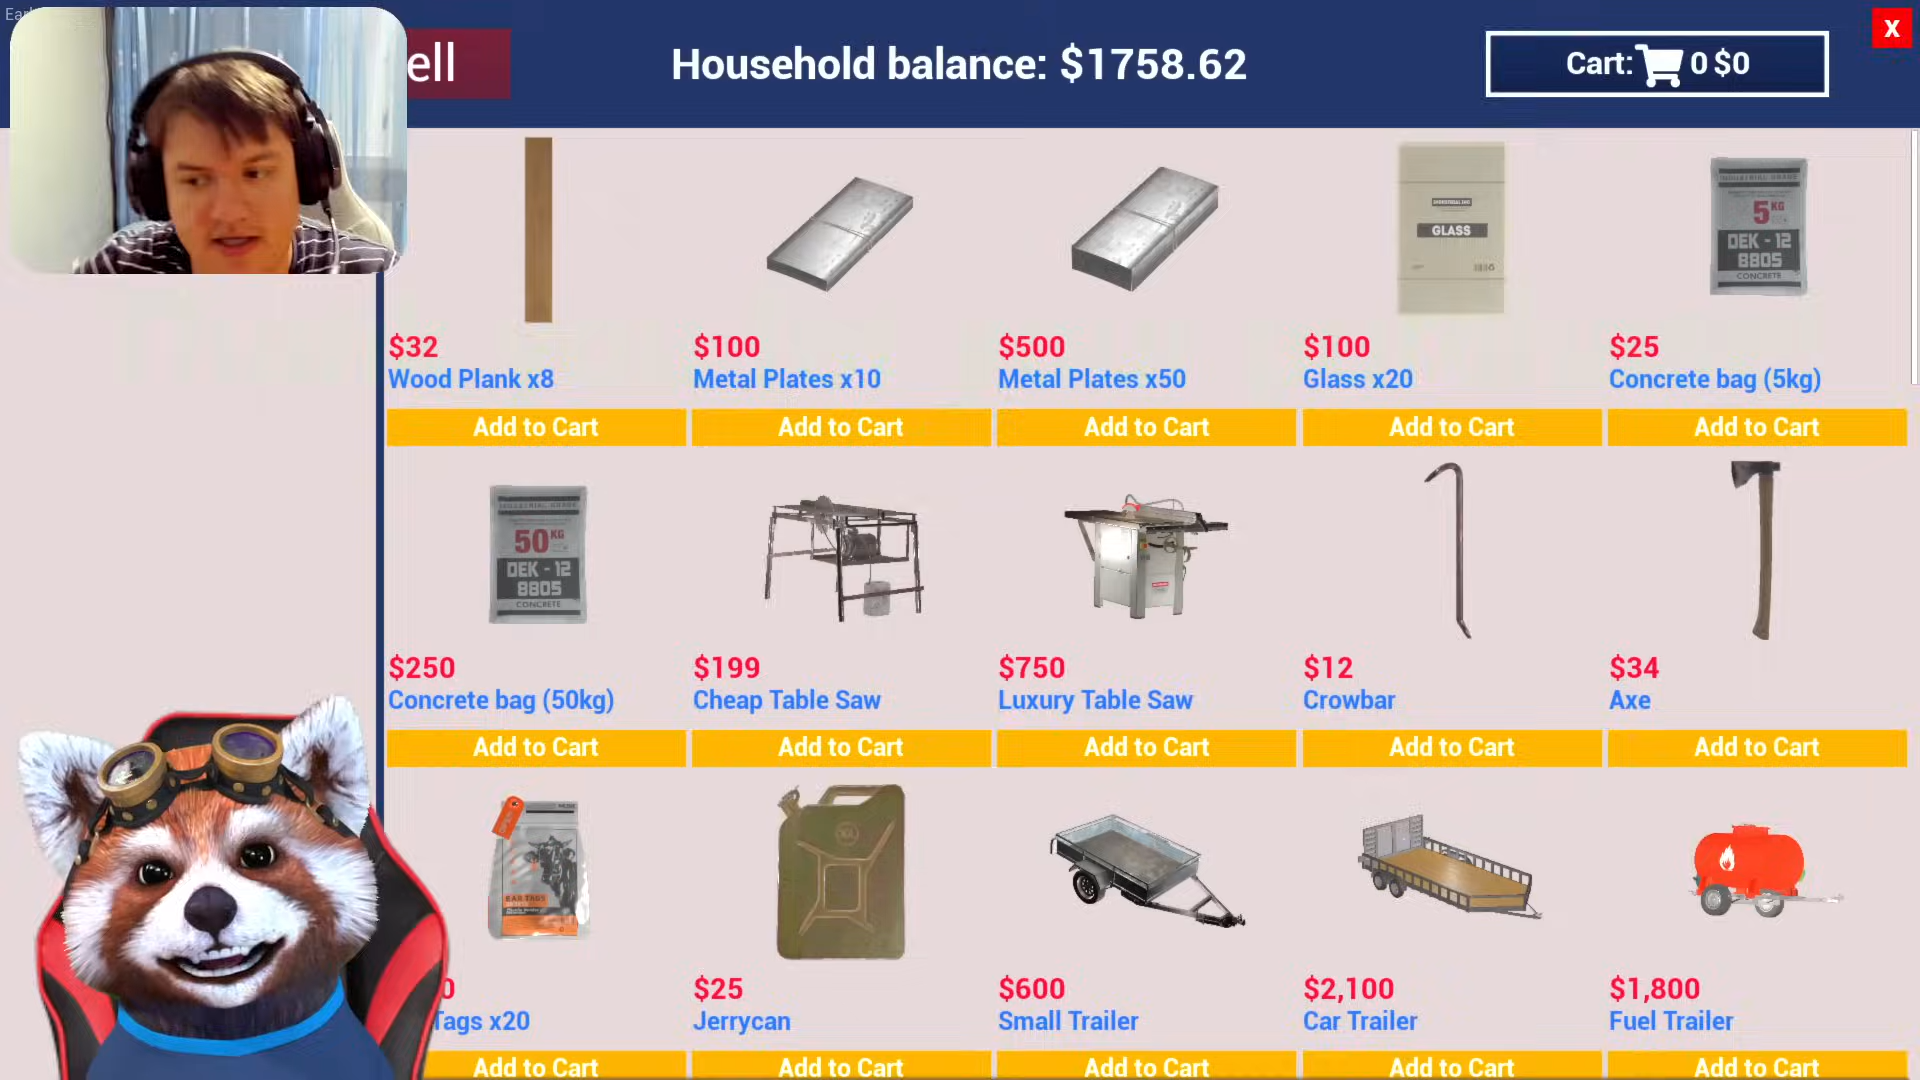 ell
Household balance: $1758.62
Cart: 0 $0
X
GLASS
5KG
DEK - 12
8805
CONCRETE
$32
$100
$500
$100
$25
Wood Plank x8
Metal Plates x10
Metal Plates x50
Glass x20
Concrete bag (5kg)
Add to Cart
Add to Cart
Add to Cart
Add to Cart
Add to Cart
50KG
DEK - 12
8805
CONCRETE
$250
$199
$750
$12
$34
Concrete bag (50kg)
Cheap Table Saw
Luxury Table Saw
Crowbar
Axe
Add to Cart
Add to Cart
Add to Cart
Add to Cart
Add to Cart
EAR TAGS
0
$25
$600
$2,100
$1,800
Tags x20
Jerrycan
Small Trailer
Car Trailer
Fuel Trailer
Add to Cart
Add to Cart
Add to Cart
Add to Cart
Add to Cart